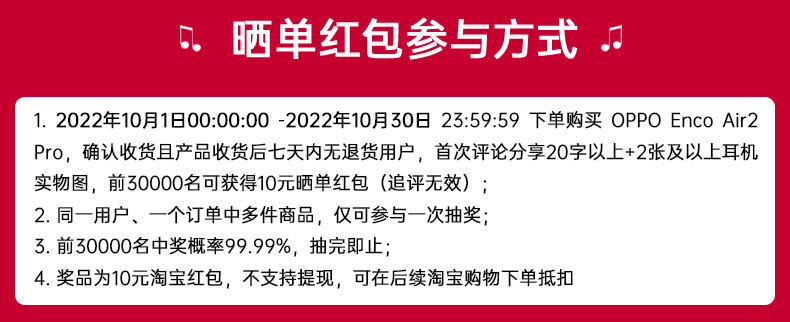 晒单红包参与方式
1. 2022年10月1日00:00:00 -2022年10月30日 23:59:59 下单购买 OPPO Enco Air2
Pro，确认收货且产品收货后七天内无退货用户，首次评论分享20字以上+2张及以上耳机
实物图，前30000名可获得10元晒单红包（追评无效）；
2. 同一用户、一个订单中多件商品，仅可参与一次抽奖；
3. 前30000名中奖概率99.99%，抽完即止；
4. 奖品为10元淘宝红包，不支持提现，可在后续淘宝购物下单抵扣